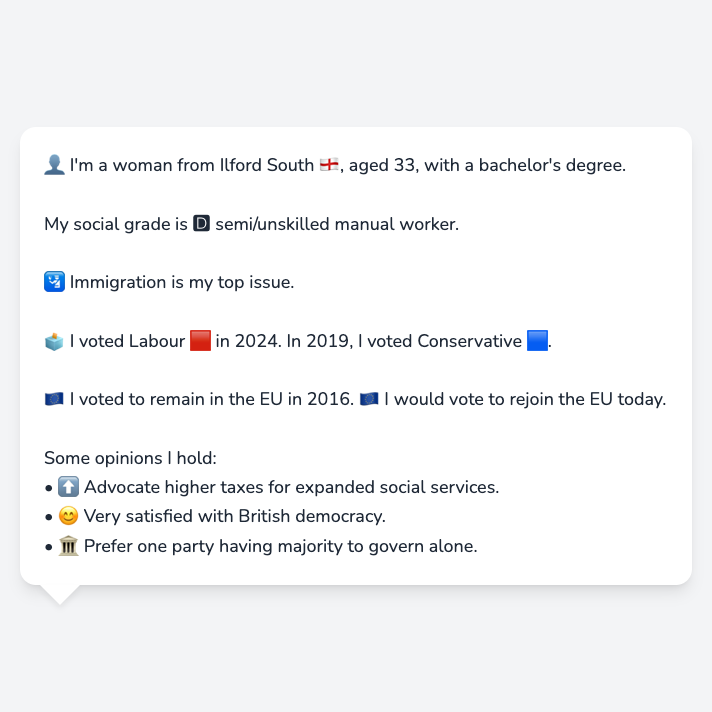 👤 I'm a woman from Ilford South 🏴󠁧󠁢󠁥󠁮󠁧󠁿, aged 33, with a bachelor's degree.
My social grade is 🅳 semi/unskilled manual worker.
🛂 Immigration is my top issue.
🗳️ I voted Labour 🟥 in 2024. In 2019, I voted Conservative 🟦.
🇪🇺 I voted to remain in the EU in 2016. 🇪🇺 I would vote to rejoin the EU today.
Some opinions I hold:
• ⬆️ Advocate higher taxes for expanded social services.
• 😊 Very satisfied with British democracy.
• 🏛️ Prefer one party having majority to govern alone.